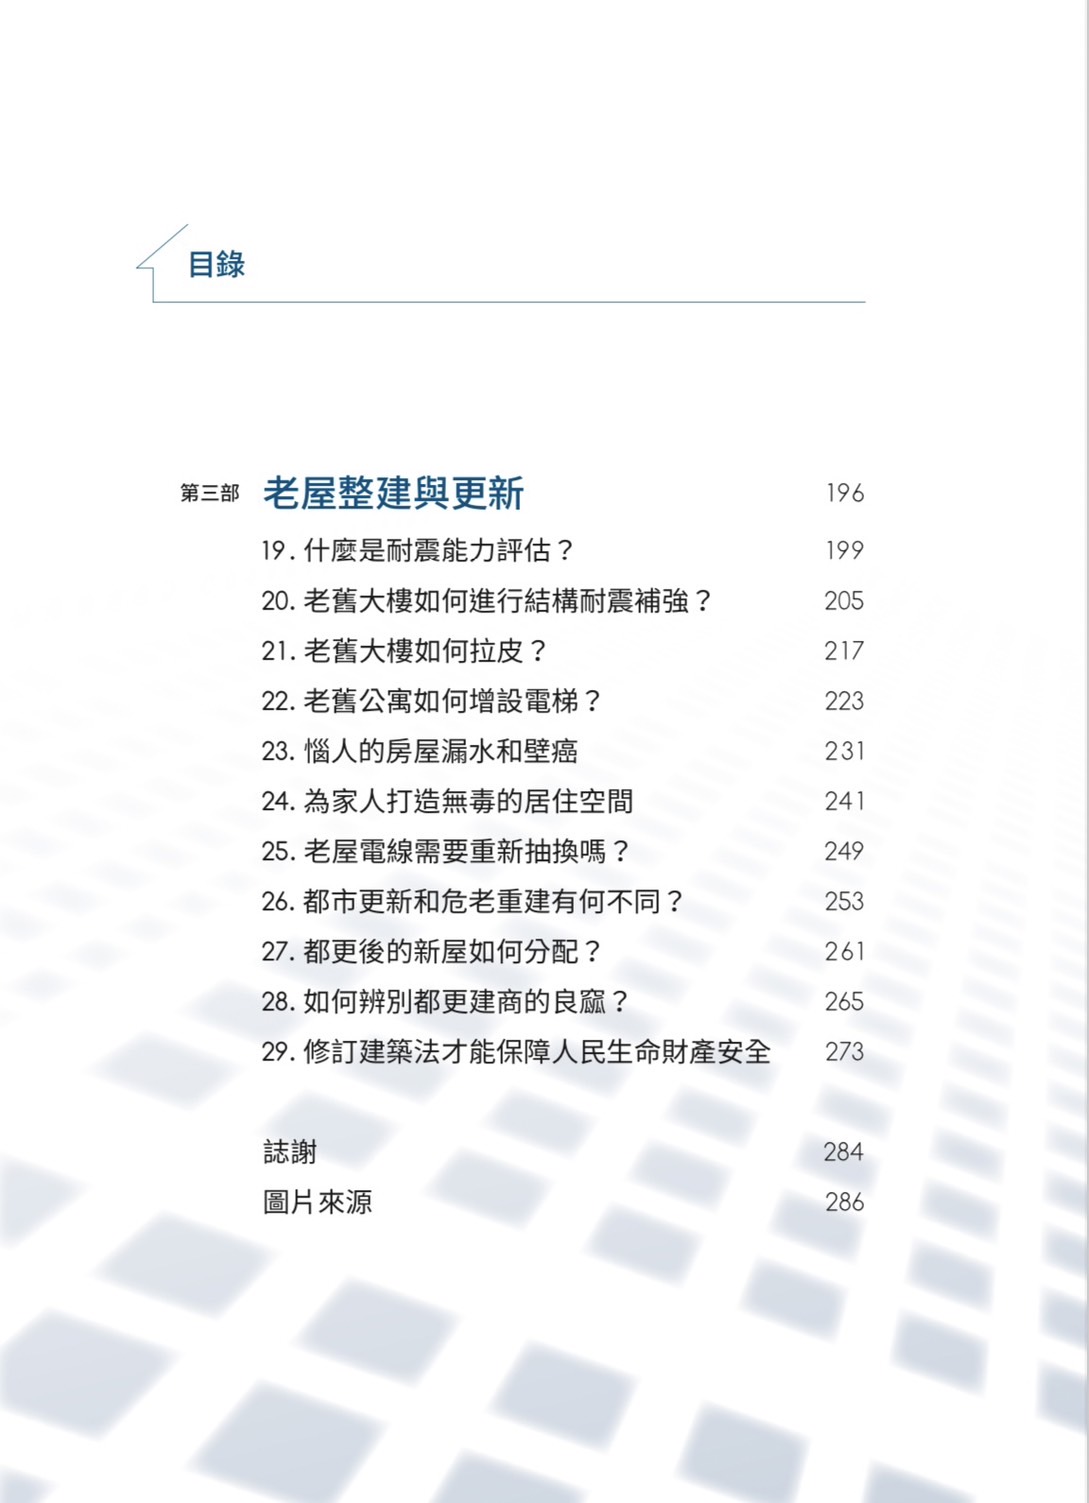 目錄
第三部 老屋整建與更新 196
19. 什麼是耐震能力評估？ 199
20. 老舊大樓如何進行結構耐震補強？ 205
21. 老舊大樓如何拉皮？ 217
22. 老舊公寓如何增設電梯？ 223
23. 惱人的房屋漏水和壁癌 231
24. 為家人打造無毒的居住空間 241
25. 老屋電線需要重新抽換嗎？ 249
26. 都市更新和危老重建有何不同？ 253
27. 都更後的新屋如何分配？ 261
28. 如何辨別都更建商的良窳？ 265
29. 修訂建築法才能保障人民生命財產安全 273
誌謝 284
圖片來源 286